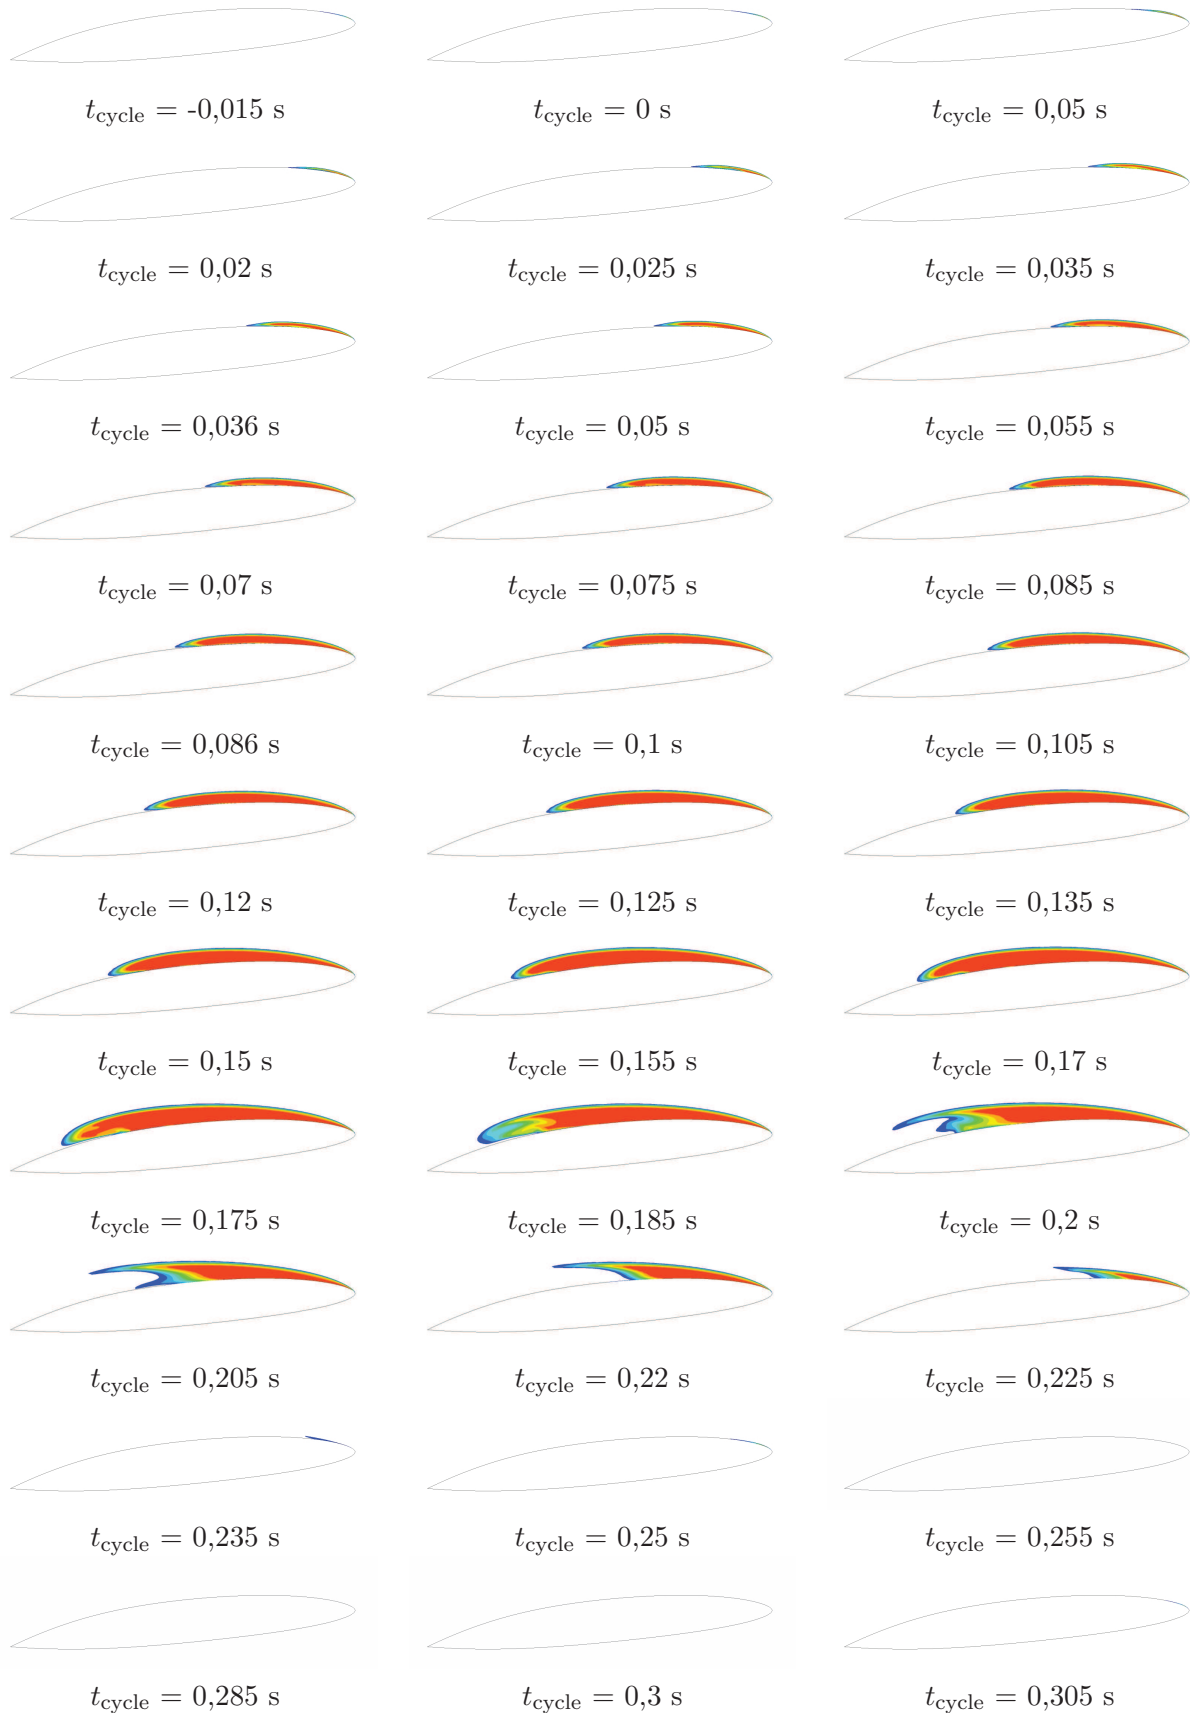 t_cycle = -0,015 s
t_cycle = 0 s
t_cycle = 0,05 s
t_cycle = 0,02 s
t_cycle = 0,025 s
t_cycle = 0,035 s
t_cycle = 0,036 s
t_cycle = 0,05 s
t_cycle = 0,055 s
t_cycle = 0,07 s
t_cycle = 0,075 s
t_cycle = 0,085 s
t_cycle = 0,086 s
t_cycle = 0,1 s
t_cycle = 0,105 s
t_cycle = 0,12 s
t_cycle = 0,125 s
t_cycle = 0,135 s
t_cycle = 0,15 s
t_cycle = 0,155 s
t_cycle = 0,17 s
t_cycle = 0,175 s
t_cycle = 0,185 s
t_cycle = 0,2 s
t_cycle = 0,205 s
t_cycle = 0,22 s
t_cycle = 0,225 s
t_cycle = 0,235 s
t_cycle = 0,25 s
t_cycle = 0,255 s
t_cycle = 0,285 s
t_cycle = 0,3 s
t_cycle = 0,305 s